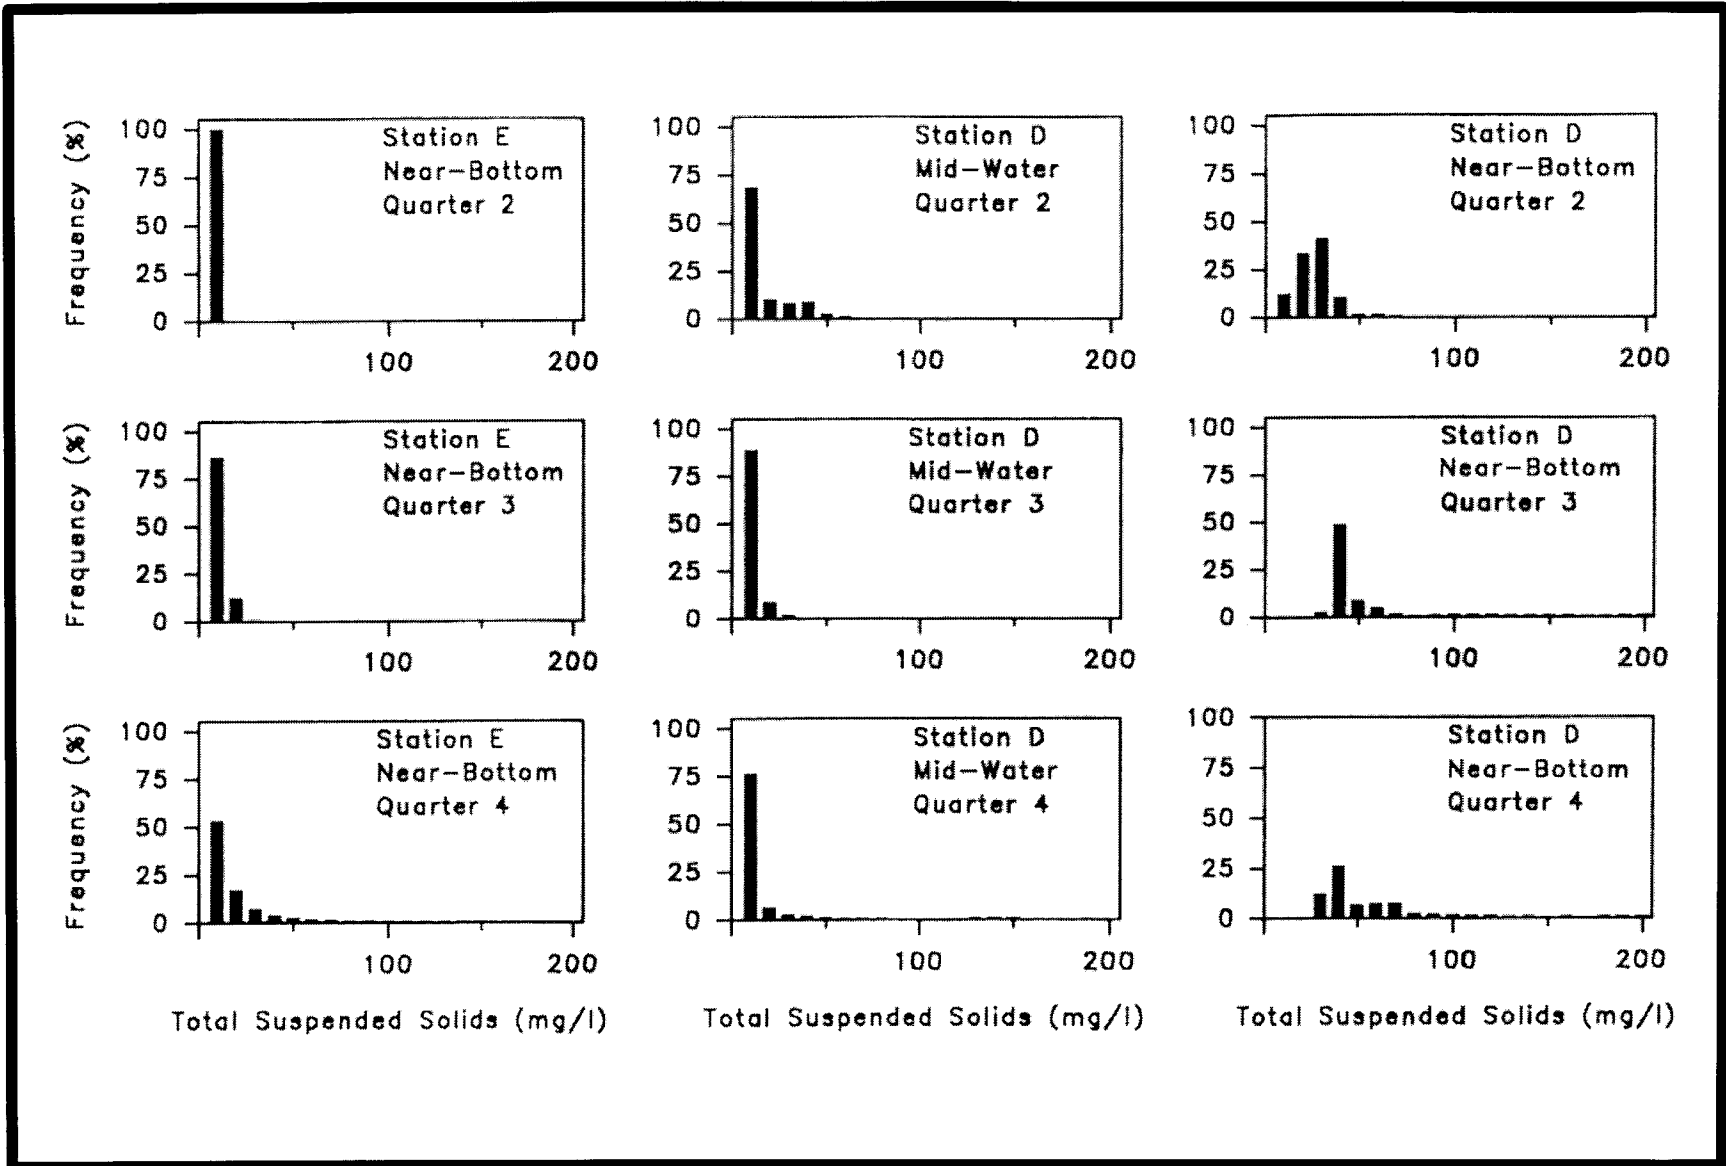 Frequency (%)
100
75
50
25
0
Station E
Near-Bottom
Quarter 2
100
200
100
75
50
25
0
Station D
Mid-Water
Quarter 2
100
200
100
75
50
25
0
Station D
Near-Bottom
Quarter 2
100
200
Frequency (%)
100
75
50
25
0
Station E
Near-Bottom
Quarter 3
100
200
100
75
50
25
0
Station D
Mid-Water
Quarter 3
100
200
100
75
50
25
0
Station D
Near-Bottom
Quarter 3
100
200
Frequency (%)
100
75
50
25
0
Station E
Near-Bottom
Quarter 4
100
200
100
75
50
25
0
Station D
Mid-Water
Quarter 4
100
200
100
75
50
25
0
Station D
Near-Bottom
Quarter 4
100
200
Total Suspended Solids (mg/l)
Total Suspended Solids (mg/l)
Total Suspended Solids (mg/l)